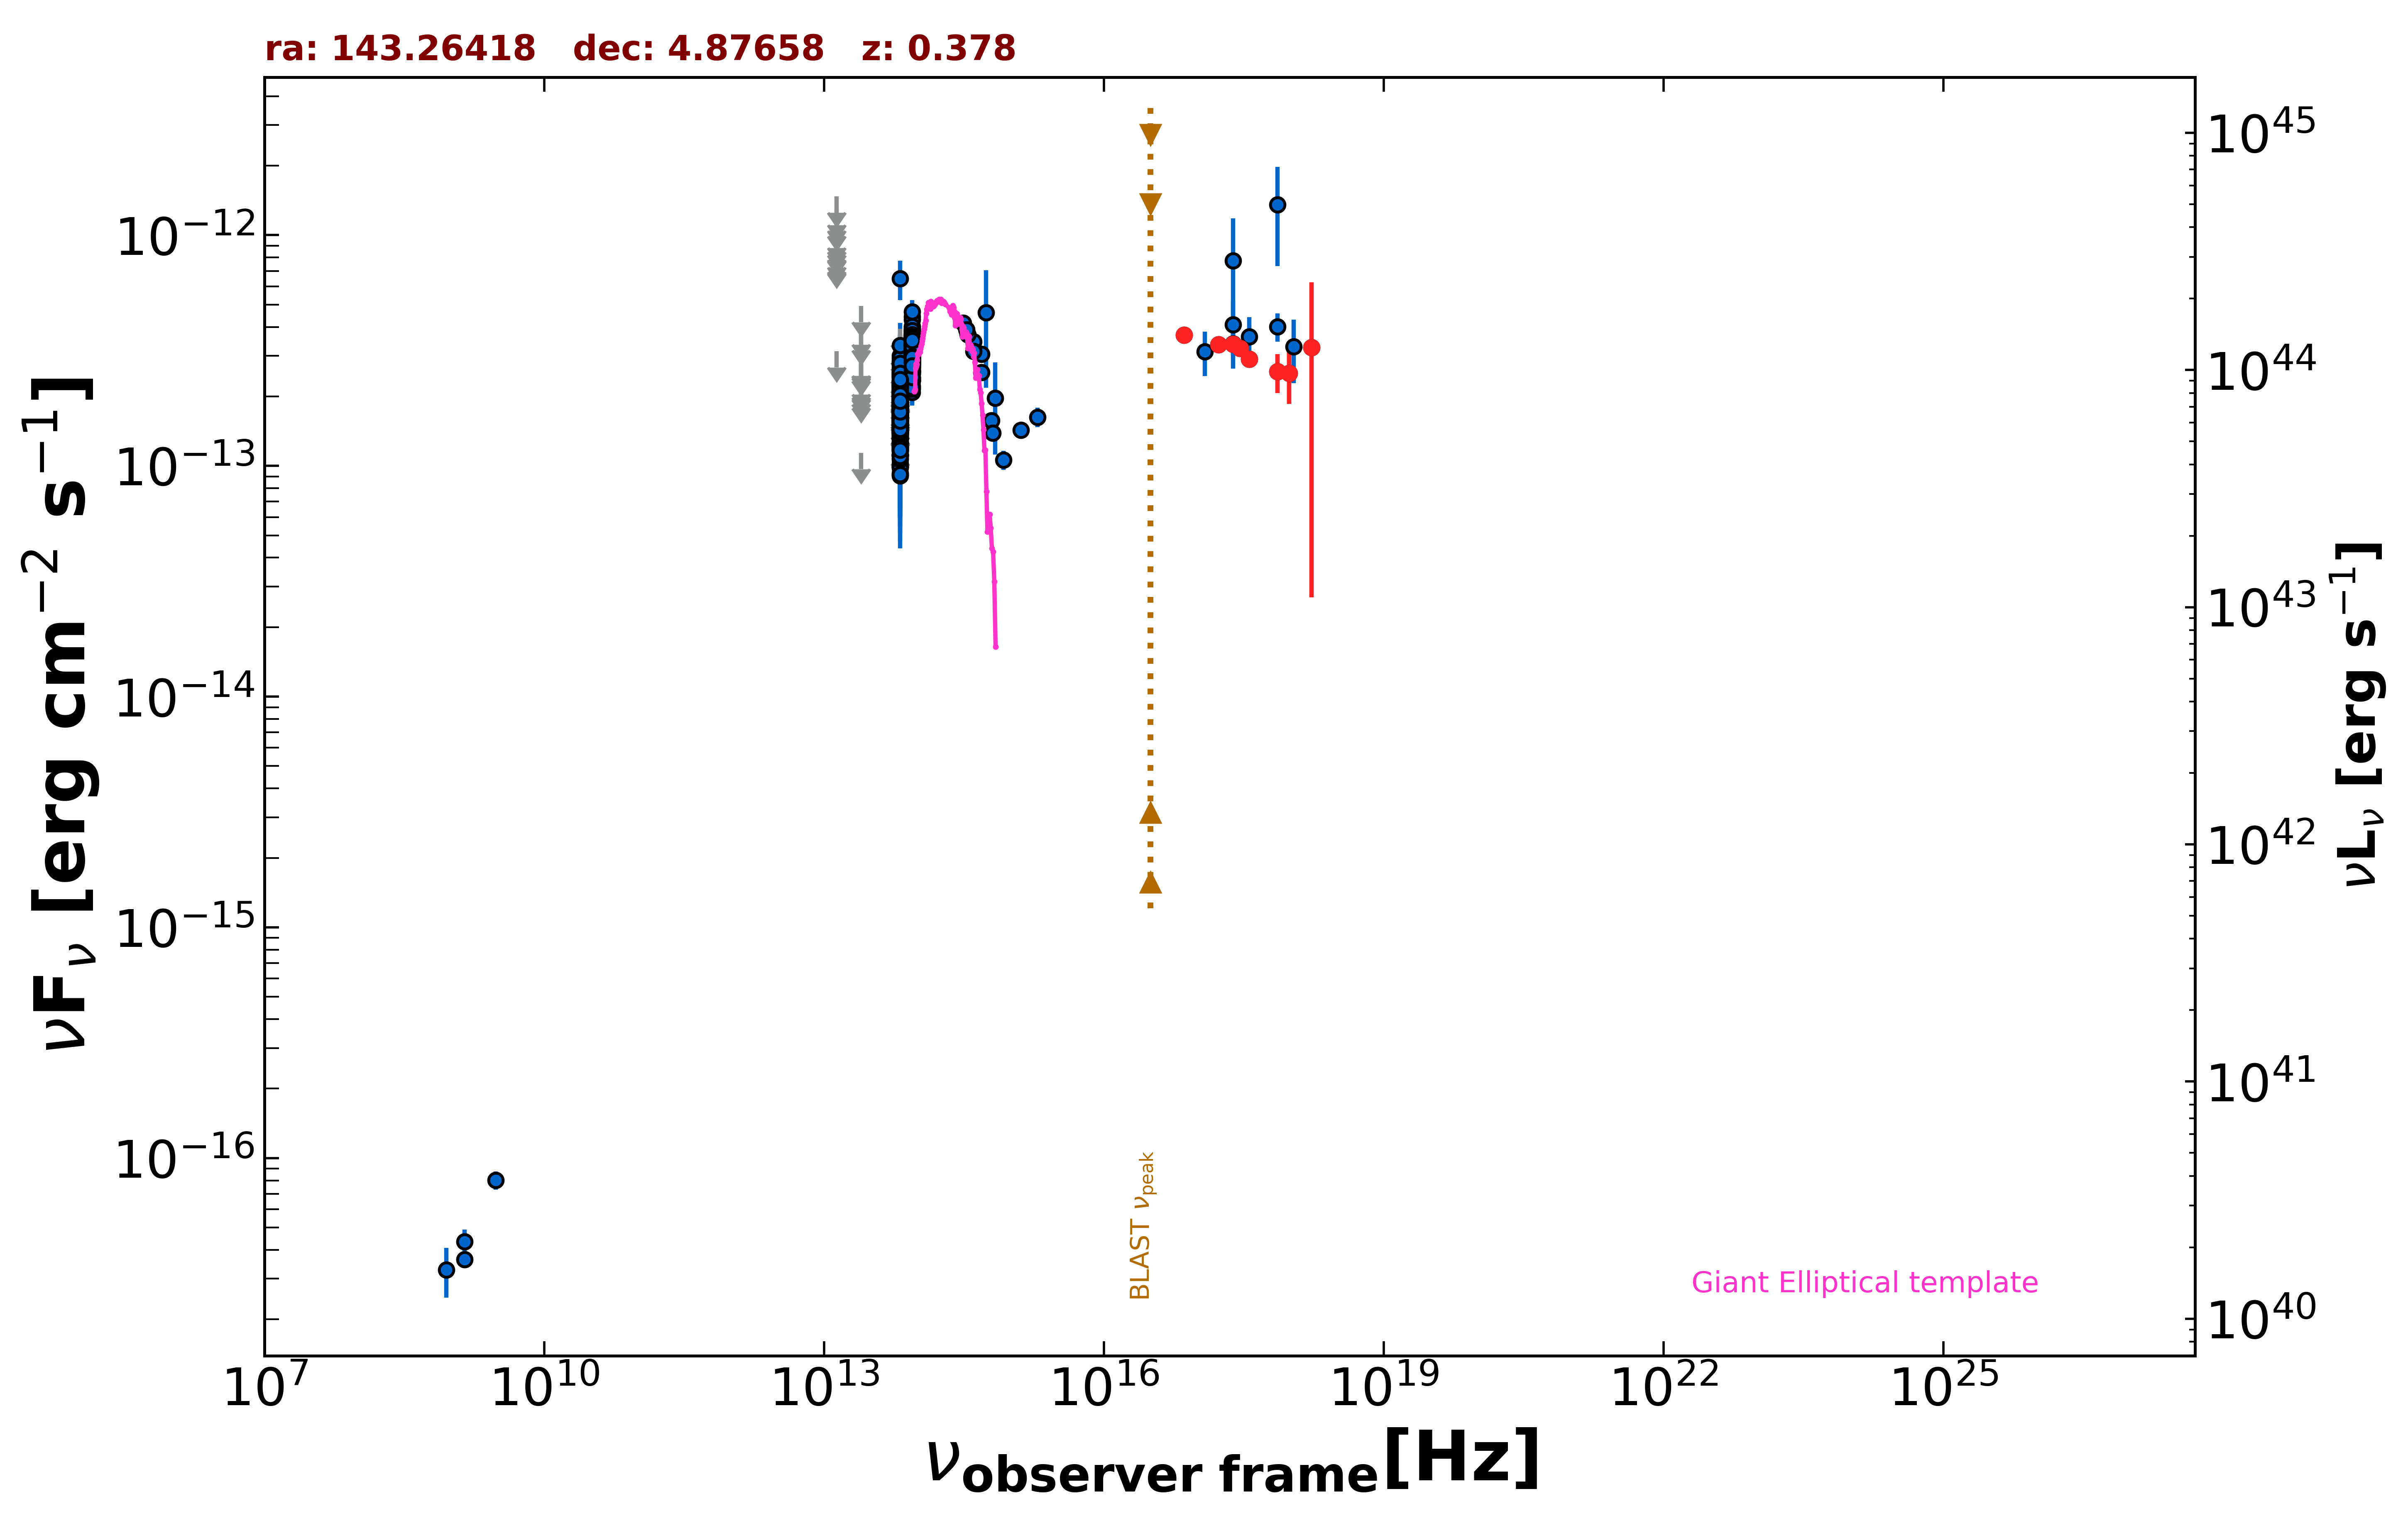 ra: 143.26418   dec: 4.87658   z: 0.378
νFν [erg cm−2 s−1]
10−12
10−13
10−14
10−15
10−16
1045
1044
1043
1042
1041
1040
νLν [erg s−1]
BLAST νpeak
Giant Elliptical template
107 1010 1013 1016 1019 1022 1025
νobserver frame[Hz]